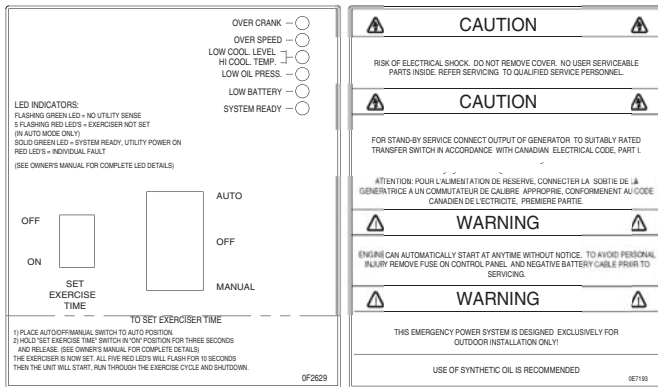 OVER CRANK
OVER SPEED
LOW COOL. LEVEL
HI COOL. TEMP.
LOW OIL PRESS.
LOW BATTERY
SYSTEM READY
LED INDICATORS:
FLASHING GREEN LED = NO UTILITY SENSE
5 FLASHING RED LED'S = EXERCISER NOT SET
(IN AUTO MODE ONLY)
SOLID GREEN LED = SYSTEM READY, UTILITY POWER ON
RED LED'S = INDIVIDUAL FAULT
(SEE OWNER'S MANUAL FOR COMPLETE LED DETAILS)
OFF
ON
SET
EXERCISE
TIME
AUTO
OFF
MANUAL
TO SET EXERCISER TIME
1) PLACE AUTO/OFF/MANUAL SWITCH TO AUTO POSITION.
2) HOLD "SET EXERCISE TIME" SWITCH IN "ON" POSITION FOR THREE SECONDS
AND RELEASE. (SEE OWNER'S MANUAL FOR COMPLETE DETAILS)
THE EXERCISER IS NOW SET. ALL FIVE RED LED'S WILL FLASH FOR 10 SECONDS
THEN THE UNIT WILL START, RUN THROUGH THE EXERCISE CYCLE AND SHUTDOWN.
0F2629
CAUTION
RISK OF ELECTRICAL SHOCK. DO NOT REMOVE COVER. NO USER SERVICEABLE
PARTS INSIDE. REFER SERVICING TO QUALIFIED SERVICE PERSONNEL.
CAUTION
FOR STAND-BY SERVICE CONNECT OUTPUT OF GENERATOR TO SUITABLY RATED
TRANSFER SWITCH IN ACCORDANCE WITH CANADIAN ELECTRICAL CODE, PART I.
ATTENTION: POUR L'ALIMENTATION DE RESERVE, CONNECTER LA SOBTIE DE LA
GENERATRICE A UN COMMUTATEUR DE CALIBRE APPROPRIE, CONFORMENENT AU CODE
CANADIEN DE L'ECTRICITE, PREMIERE PARTIE.
WARNING
ENGINE CAN AUTOMATICALLY START AT ANYTIME WITHOUT NOTICE. TO AVOID PERSONAL
INJURY REMOVE FUSE ON CONTROL PANEL AND NEGATIVE BATTERY CABLE PRIOR TO
SERVICING.
WARNING
THIS EMERGENCY POWER SYSTEM IS DESIGNED EXCLUSIVELY FOR
OUTDOOR INSTALLATION ONLY!
USE OF SYNTHETIC OIL IS RECOMMENDED
0E7193